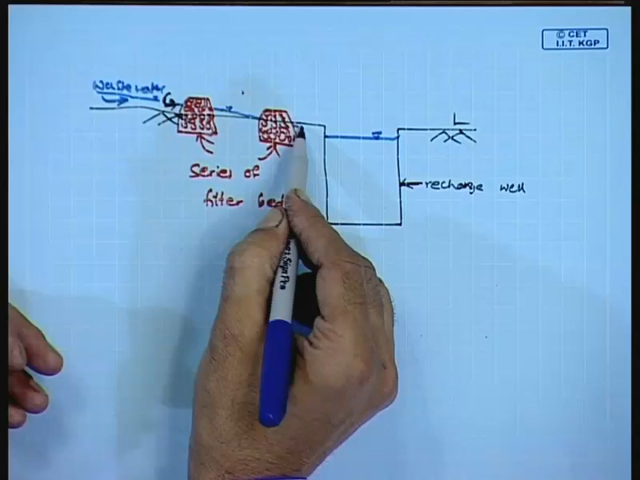 © CET
I.I.T. KGP
Waste water
Series of
filter bed
recharge well